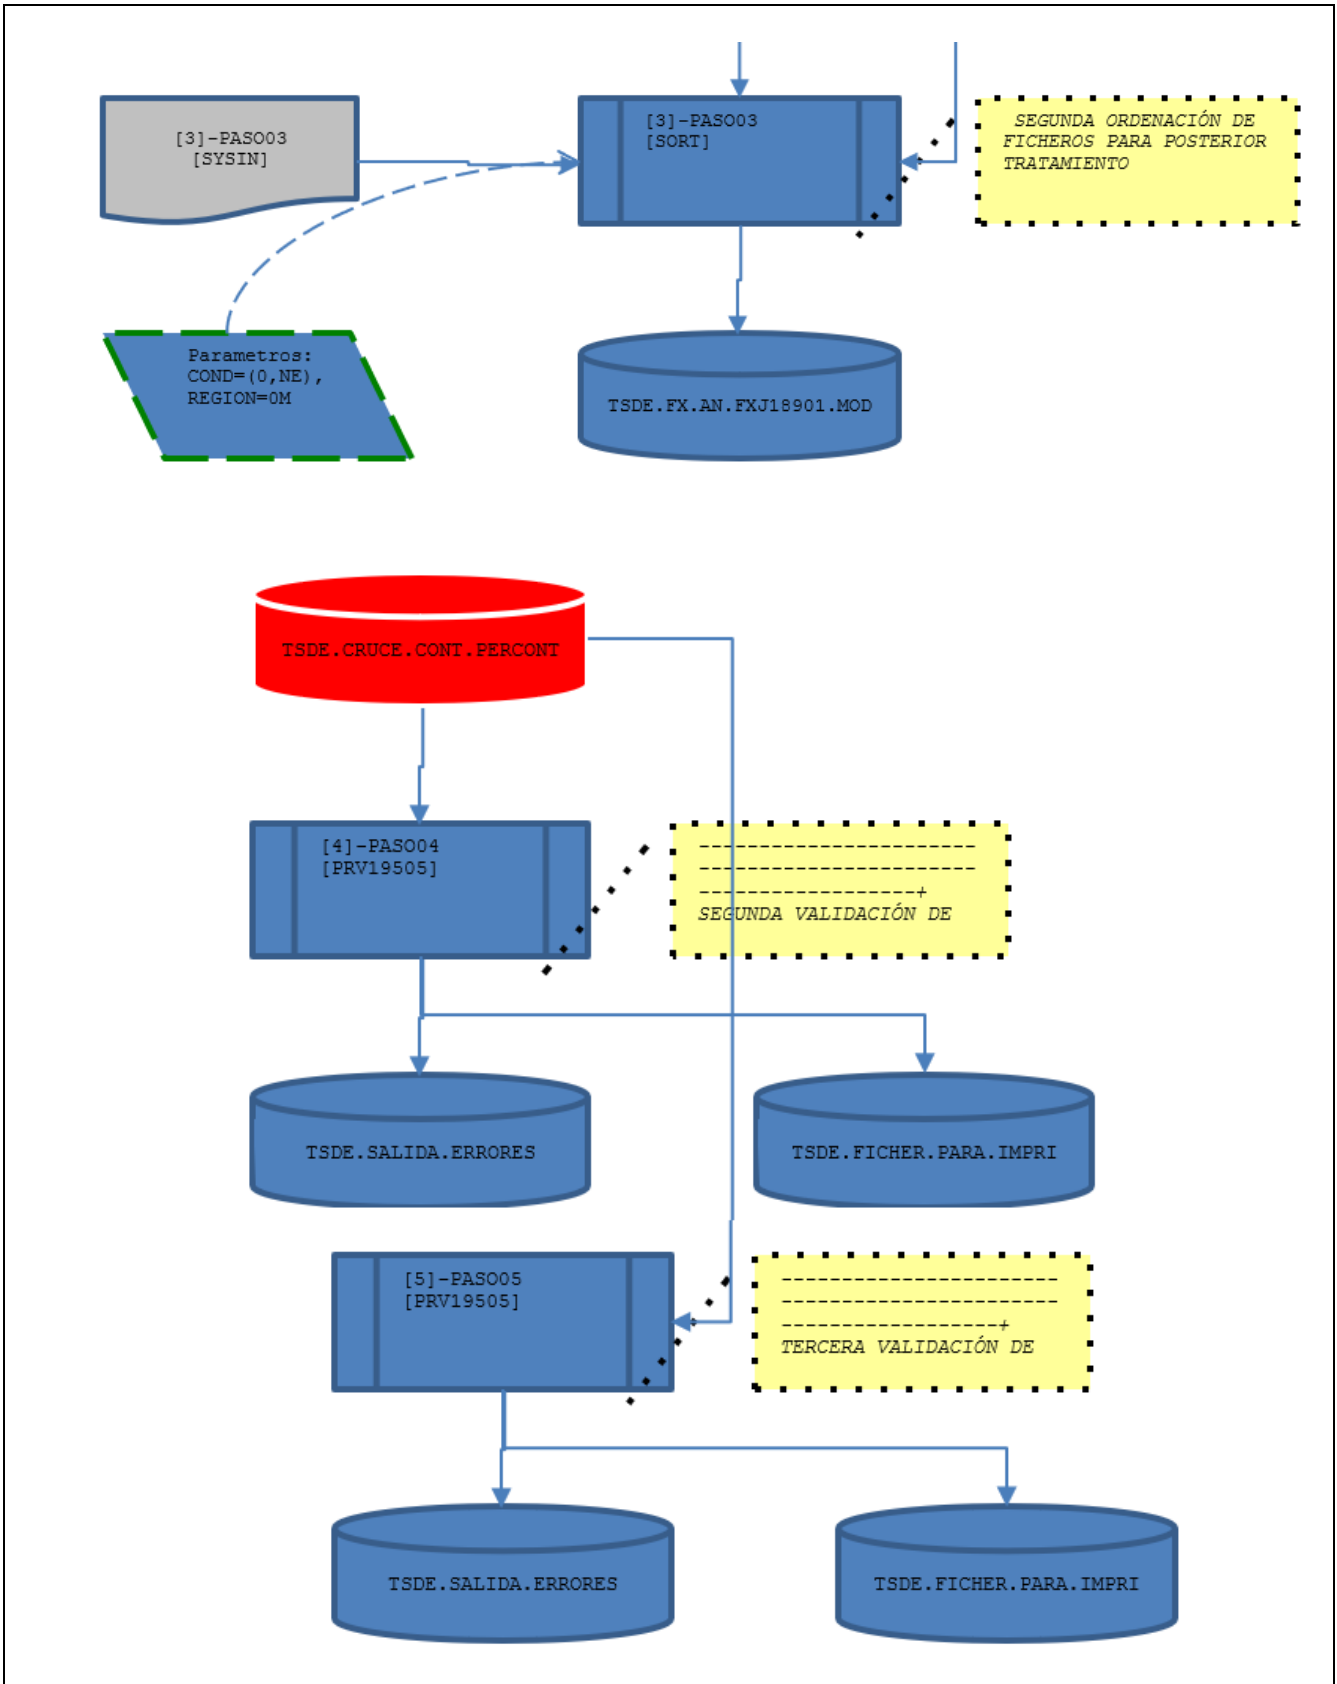 [3]-PASO03
[SYSIN]
[3]-PASO03
[SORT]
SEGUNDA ORDENACIÓN DE
FICHEROS PARA POSTERIOR
TRATAMIENTO
Parametros:
COND=(0,NE),
REGION=0M
TSDE.FX.AN.FXJ18901.MOD
TSDE.CRUCE.CONT.PERCONT
[4]-PASO04
[PRV19505]
-----------------------
-----------------------
------------------+
SEGUNDA VALIDACIÓN DE
TSDE.SALIDA.ERRORES
TSDE.FICHER.PARA.IMPRI
[5]-PASO05
[PRV19505]
-----------------------
-----------------------
------------------+
TERCERA VALIDACIÓN DE
TSDE.SALIDA.ERRORES
TSDE.FICHER.PARA.IMPRI